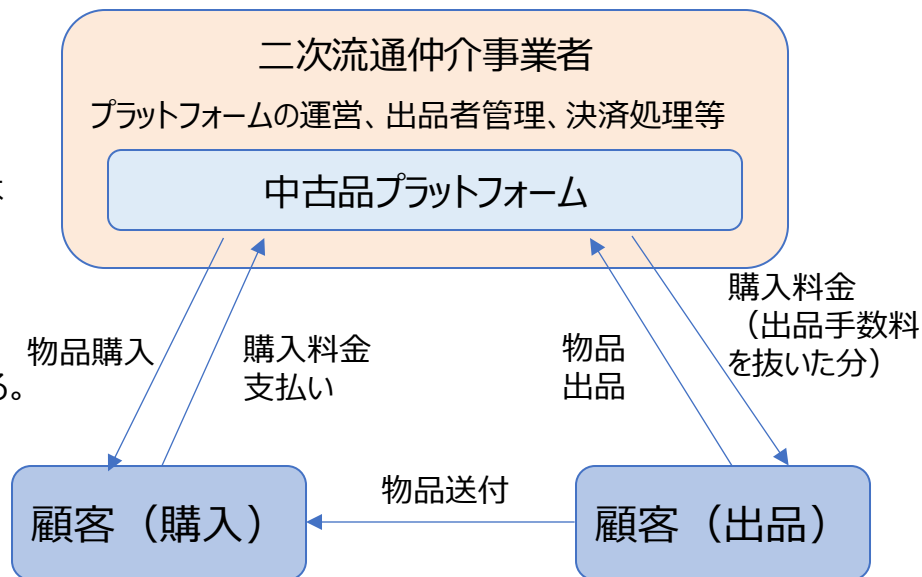 二次流通仲介事業者
プラットフォームの運営、出品者管理、決済処理等
中古品プラットフォーム
物品購入
購入料金
支払い
物品
出品
購入料金
（出品手数料
を抜いた分）
る。
物品送付
顧客（購入）
顧客（出品）